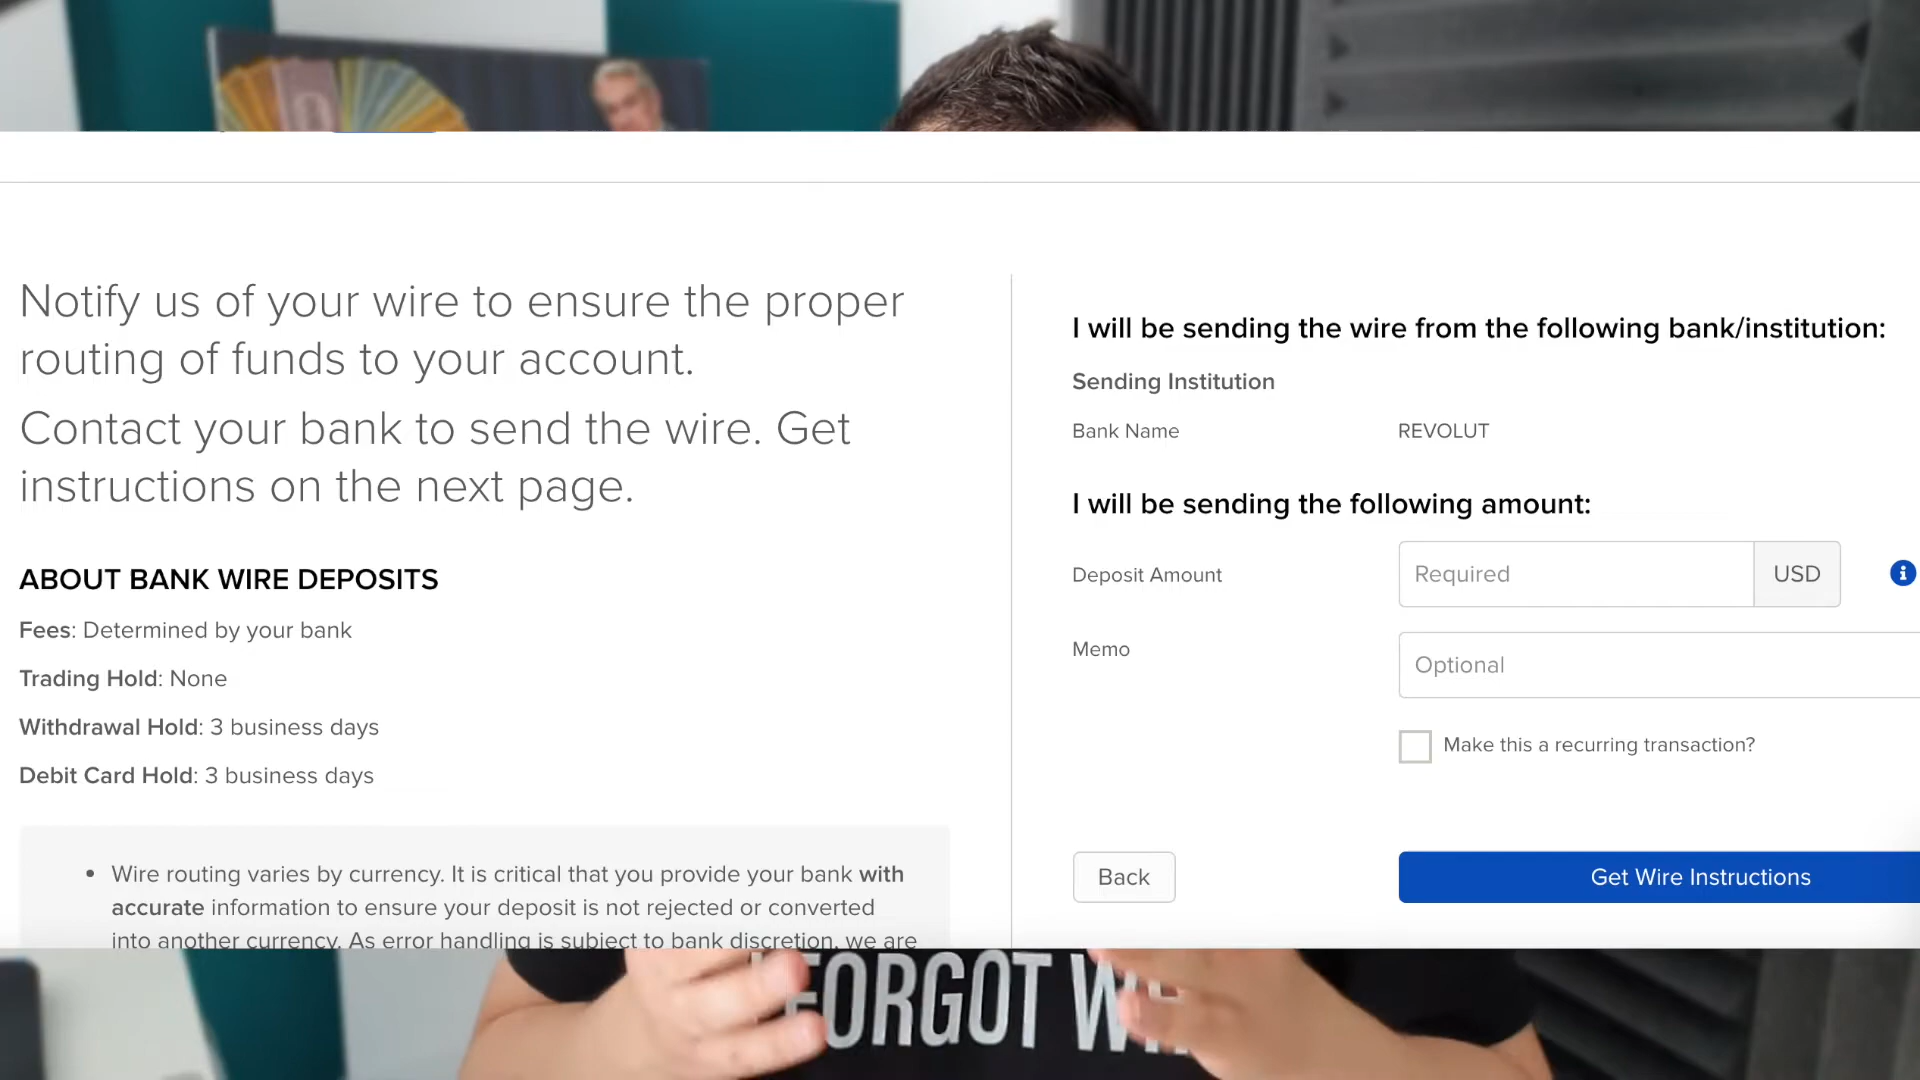 Notify us of your wire to ensure the proper
routing of funds to your account.
Contact your bank to send the wire. Get
instructions on the next page.
ABOUT BANK WIRE DEPOSITS
Fees: Determined by your bank
Trading Hold: None
Withdrawal Hold: 3 business days
Debit Card Hold: 3 business days
• Wire routing varies by currency. It is critical that you provide your bank with
accurate information to ensure your deposit is not rejected or converted
into another currency. As error handling is subject to bank discretion, we are
I will be sending the wire from the following bank/institution:
Sending Institution
Bank Name REVOLUT
I will be sending the following amount:
Deposit Amount Required USD
Memo Optional
Make this a recurring transaction?
Back Get Wire Instructions
FORGOT